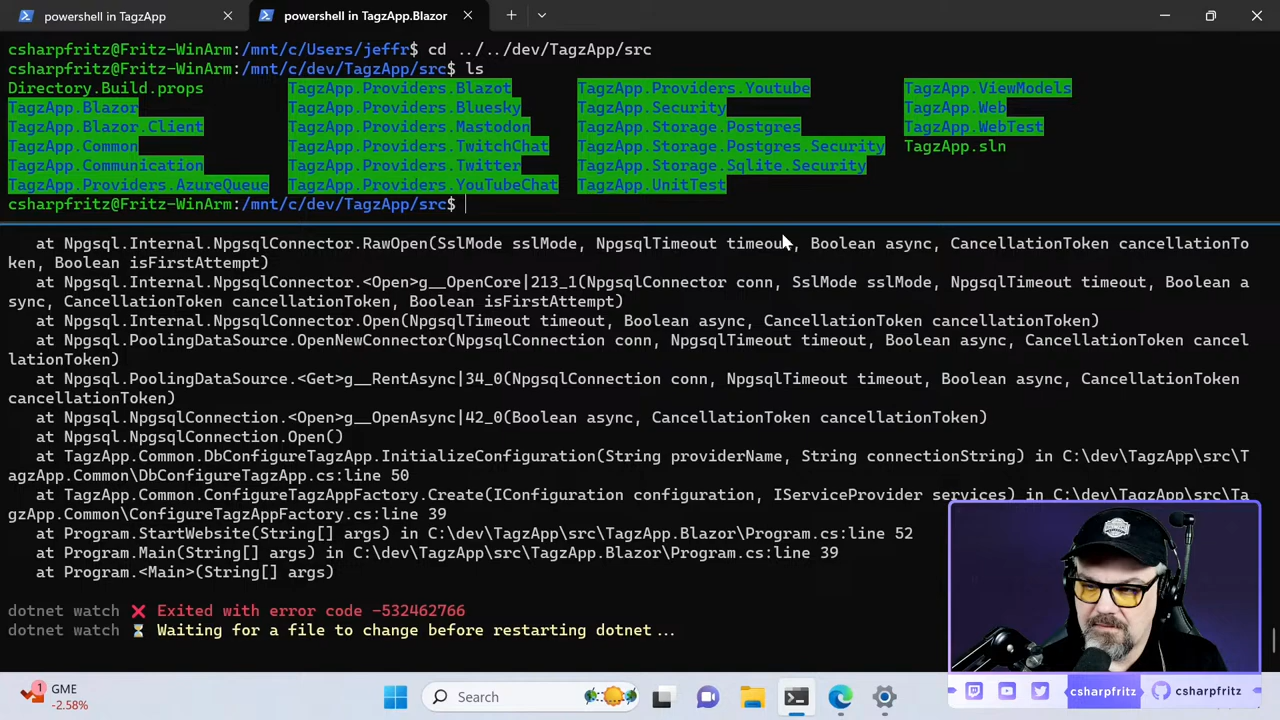 powershell in TagzApp
powershell in TagzApp.Blazor
csharpfritz@Fritz-WinArm:/mnt/c/Users/jeffr$ cd ../../dev/TagzApp/src
csharpfritz@Fritz-WinArm:/mnt/c/dev/TagzApp/src$ ls
Directory.Build.props TagzApp.Providers.Blazot TagzApp.Providers.Youtube TagzApp.ViewModels
TagzApp.Blazor TagzApp.Providers.Bluesky TagzApp.Security TagzApp.Web
TagzApp.Blazor.Client TagzApp.Providers.Mastodon TagzApp.Storage.Postgres TagzApp.WebTest
TagzApp.Common TagzApp.Providers.TwitchChat TagzApp.Storage.Postgres.Security TagzApp.sln
TagzApp.Communication TagzApp.Providers.Twitter TagzApp.Storage.Sqlite.Security
TagzApp.Providers.AzureQueue TagzApp.Providers.YouTubeChat TagzApp.UnitTest
csharpfritz@Fritz-WinArm:/mnt/c/dev/TagzApp/src$
at Npgsql.Internal.NpgsqlConnector.RawOpen(SslMode sslMode, NpgsqlTimeout timeout, Boolean async, CancellationToken cancellationTo
ken, Boolean isFirstAttempt)
at Npgsql.Internal.NpgsqlConnector.<Open>g__OpenCore|213_1(NpgsqlConnector conn, SslMode sslMode, NpgsqlTimeout timeout, Boolean a
sync, CancellationToken cancellationToken, Boolean isFirstAttempt)
at Npgsql.Internal.NpgsqlConnector.Open(NpgsqlTimeout timeout, Boolean async, CancellationToken cancellationToken)
at Npgsql.PoolingDataSource.OpenNewConnector(NpgsqlConnection conn, NpgsqlTimeout timeout, Boolean async, CancellationToken cancel
lationToken)
at Npgsql.PoolingDataSource.<Get>g__RentAsync|34_0(NpgsqlConnection conn, NpgsqlTimeout timeout, Boolean async, CancellationToken
cancellationToken)
at Npgsql.NpgsqlConnection.<Open>g__OpenAsync|42_0(Boolean async, CancellationToken cancellationToken)
at Npgsql.NpgsqlConnection.Open()
at TagzApp.Common.DbConfigureTagzApp.InitializeConfiguration(String providerName, String connectionString) in C:\dev\TagzApp\src\T
agzApp.Common\DbConfigureTagzApp.cs:line 50
at TagzApp.Common.ConfigureTagzAppFactory.Create(IConfiguration configuration, IServiceProvider services) in C:\dev\TagzApp\src\Ta
gzApp.Common\ConfigureTagzAppFactory.cs:line 39
at Program.StartWebsite(String[] args) in C:\dev\TagzApp\src\TagzApp.Blazor\Program.cs:line 52
at Program.Main(String[] args) in C:\dev\TagzApp\src\TagzApp.Blazor\Program.cs:line 39
at Program.<Main>(String[] args)
dotnet watch ❌ Exited with error code -532462766
dotnet watch ⌛ Waiting for a file to change before restarting dotnet...
1
GME
-2.58%
Search
csharpfritz
csharpfritz